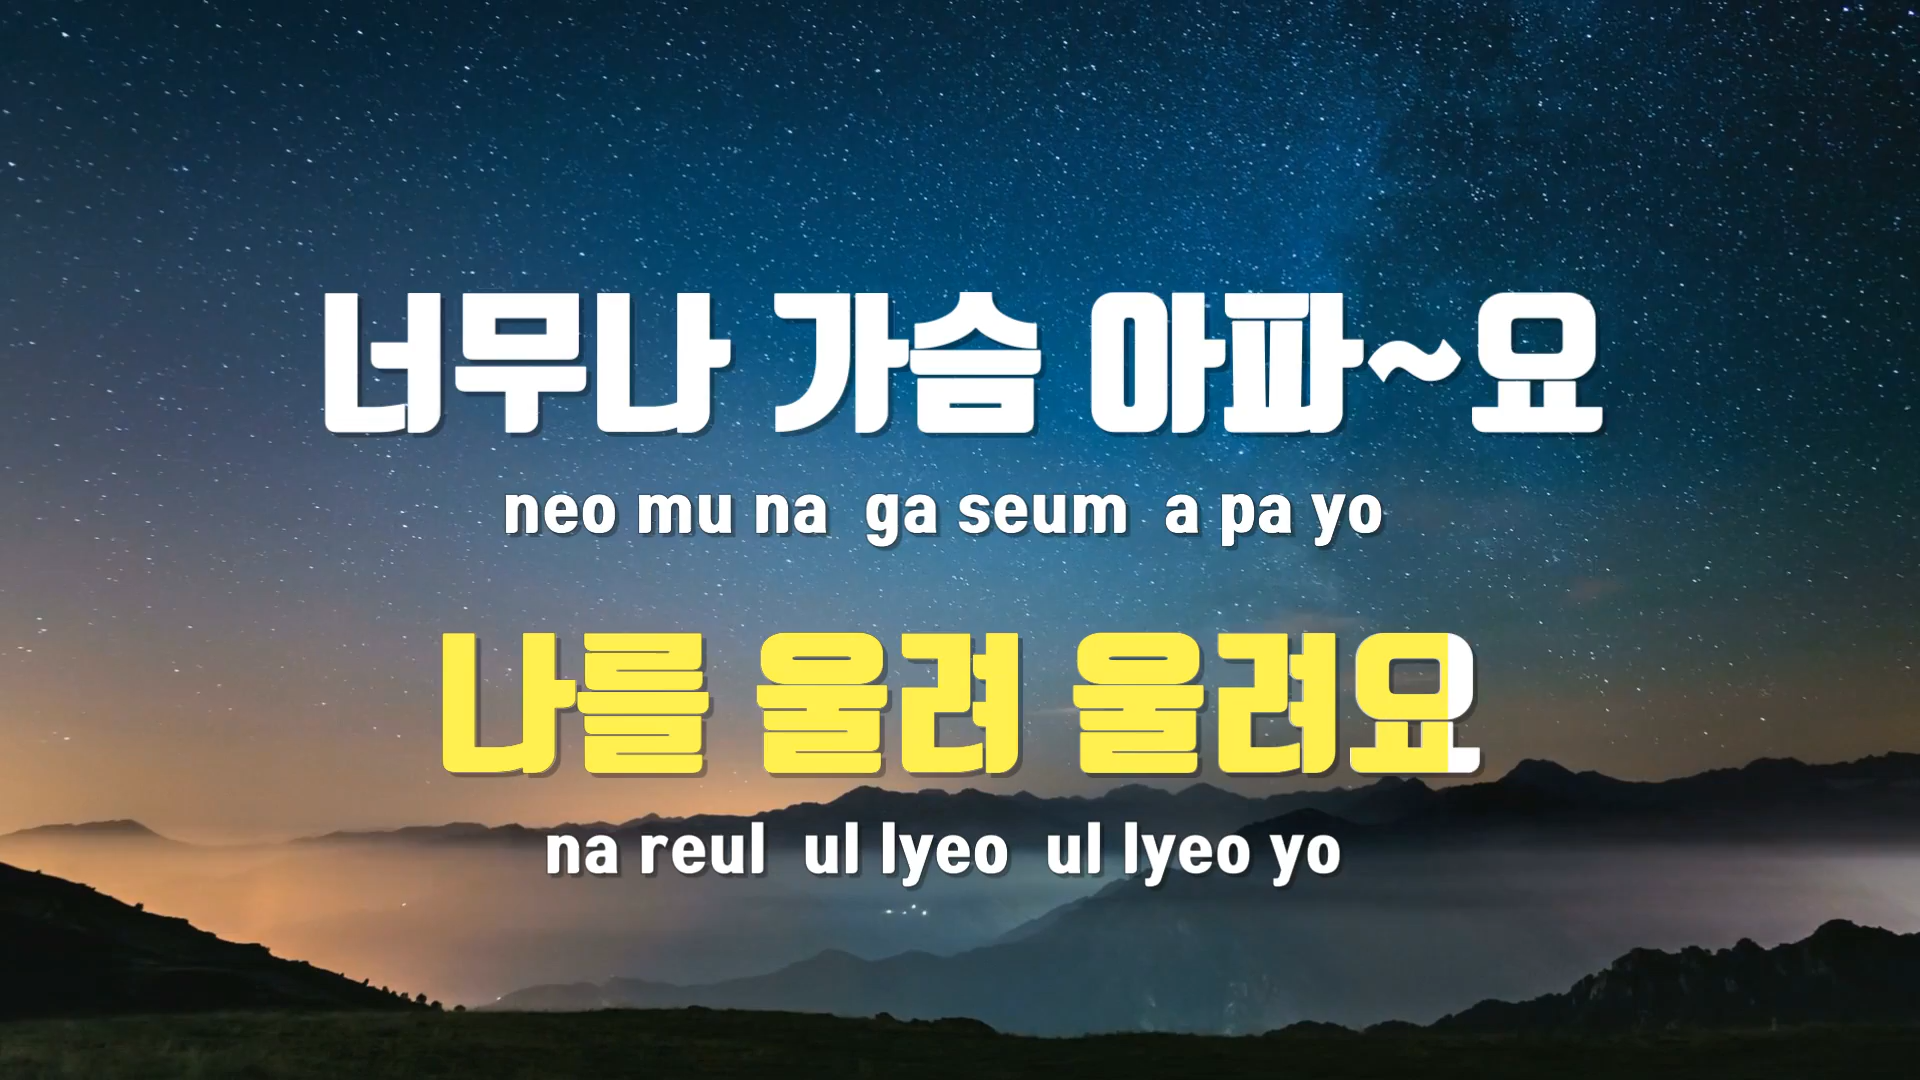 너무나 가슴 아파~요
neo mu na ga seum a pa yo
나를 울려 울려요
na reul ul lyeo ul lyeo yo